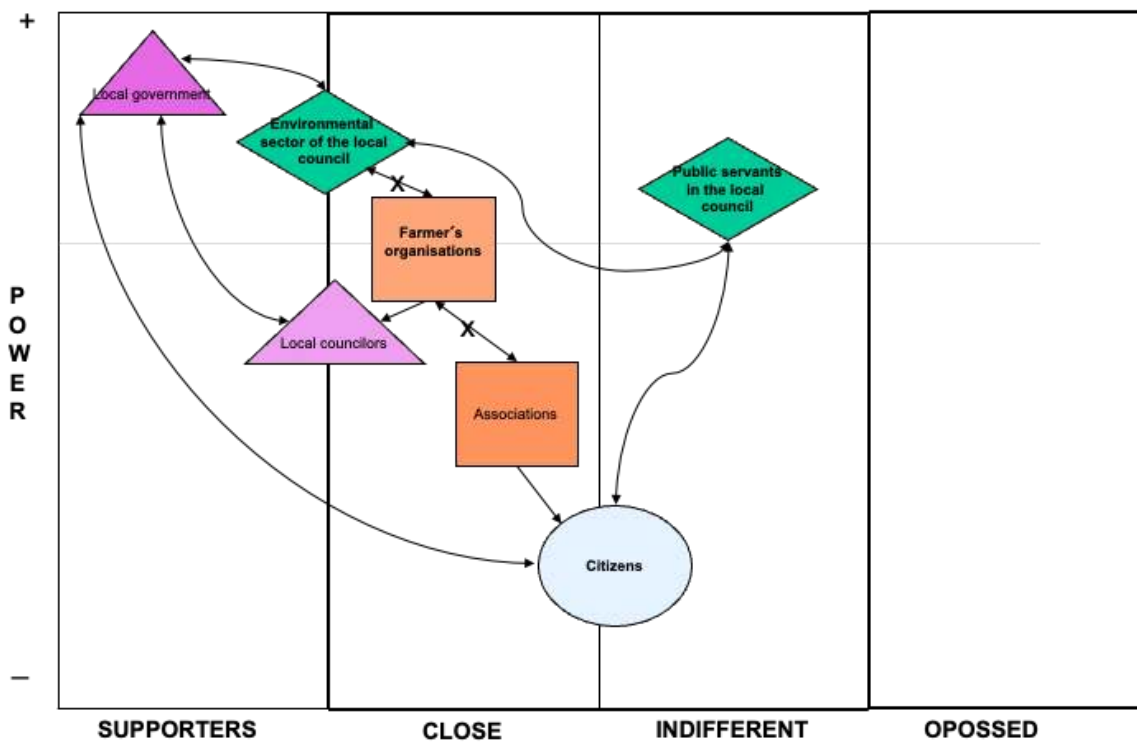 +
Local government
Environmental
sector of the local
council
X
Public servants
in the local
council
Farmer´s
organisations
P
O
W
E
R
X
Local councilors
Associations
Citizens
–
SUPPORTERS
CLOSE
INDIFFERENT
OPOSSED